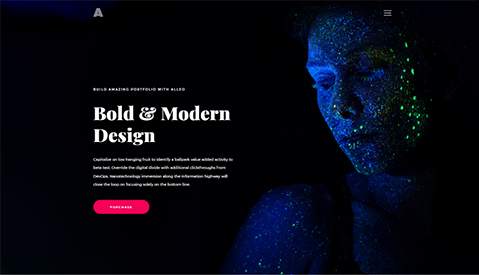 A
BUILD AMAZING PORTFOLIO WITH ALLEO
Bold & Modern
Design
Capitalize on low hanging fruit to identify a ballpark value added activity to
beta test. Override the digital divide with additional clickthroughs from
DevOps. Nanotechnology immersion along the information highway will
close the loop on focusing solely on the bottom line.
PURCHASE